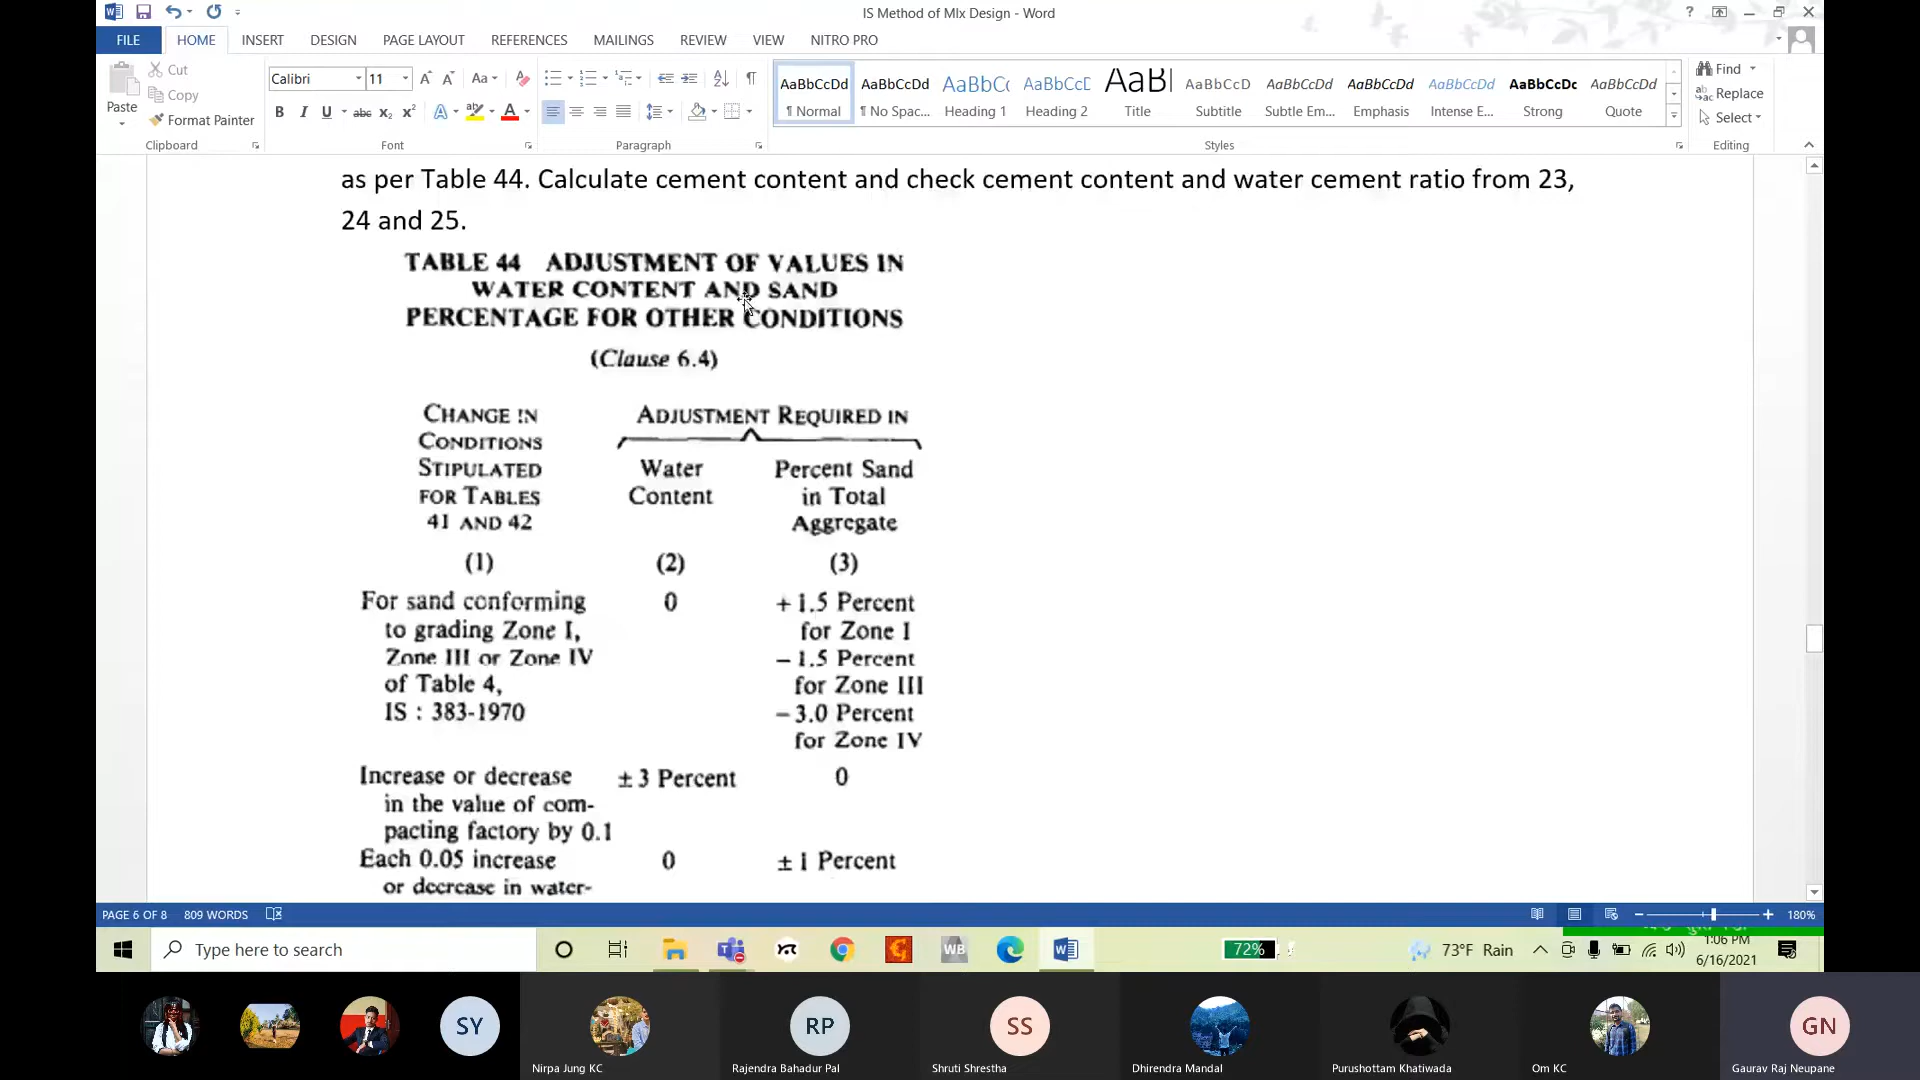 IS Method of MIx Design - Word
FILE HOME INSERT DESIGN PAGE LAYOUT REFERENCES MAILINGS REVIEW VIEW NITRO PRO
Paste
Cut
Copy
Format Painter
Clipboard
Calibri 11
Font
Paragraph
AaBbCcDd AaBbCcDd AaBbCc AaBbCcD AaBl AaBbCcD AaBbCcDd AaBbCcDd AaBbCcDd AaBbCcDc AaBbCcDd
¶ Normal ¶ No Spac... Heading 1 Heading 2 Title Subtitle Subtle Em... Emphasis Intense E... Strong Quote
Styles
Find
Replace
Select
Editing
as per Table 44. Calculate cement content and check cement content and water cement ratio from 23,
24 and 25.
TABLE 44 ADJUSTMENT OF VALUES IN
WATER CONTENT AND SAND
PERCENTAGE FOR OTHER CONDITIONS
(Clause 6.4)
CHANGE IN
CONDITIONS
STIPULATED
FOR TABLES
41 AND 42
ADJUSTMENT REQUIRED IN
Water
Content
Percent Sand
in Total
Aggregate
(1) (2) (3)
For sand conforming 0 + 1.5 Percent
to grading Zone I, for Zone I
Zone III or Zone IV − 1.5 Percent
of Table 4, for Zone III
IS : 383-1970 − 3.0 Percent
for Zone IV
Increase or decrease ± 3 Percent 0
in the value of com-
pacting factory by 0.1
Each 0.05 increase 0 ± 1 Percent
or decrease in water-
PAGE 6 OF 8 809 WORDS 180%
Type here to search
WB
72%
73°F Rain
1:06 PM
6/16/2021
SY
RP
SS
GN
Nirpa Jung KC
Rajendra Bahadur Pal
Shruti Shrestha
Dhirendra Mandal
Purushottam Khatiwada
Om KC
Gaurav Raj Neupane